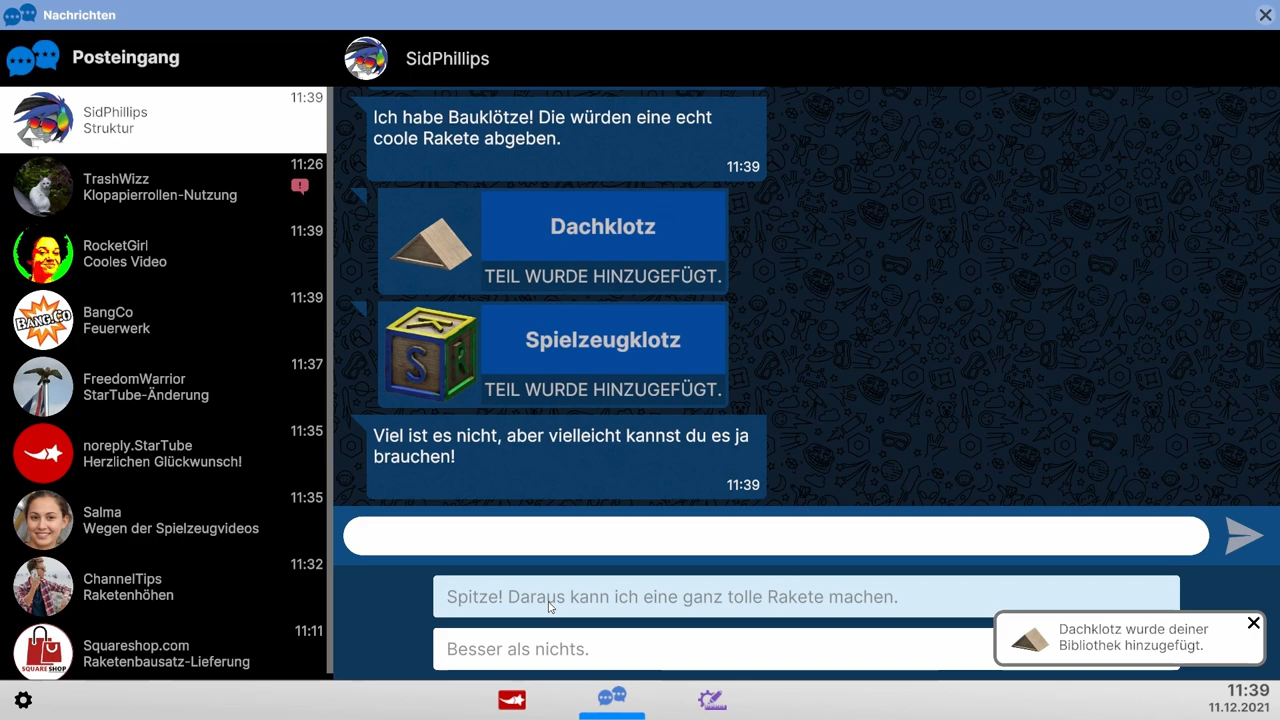 Nachrichten
Posteingang
SidPhillips
11:39
SidPhillips
Struktur
11:26
TrashWizz
Klopapierrollen-Nutzung
11:39
RocketGirl
Cooles Video
11:39
BANG.CO
BangCo
Feuerwerk
11:37
FreedomWarrior
StarTube-Änderung
11:35
noreply.StarTube
Herzlichen Glückwunsch!
11:35
Salma
Wegen der Spielzeugvideos
11:32
ChannelTips
Raketenhöhen
11:11
SQUARE SHOP
Squareshop.com
Raketenbausatz-Lieferung
Ich habe Bauklötze! Die würden eine echt
coole Rakete abgeben.
11:39
Dachklotz
TEIL WURDE HINZUGEFÜGT.
S
R
Spielzeugklotz
TEIL WURDE HINZUGEFÜGT.
Viel ist es nicht, aber vielleicht kannst du es ja
brauchen!
11:39
Spitze! Daraus kann ich eine ganz tolle Rakete machen.
Besser als nichts.
Dachklotz wurde deiner
Bibliothek hinzugefügt.
11:39
11.12.2021